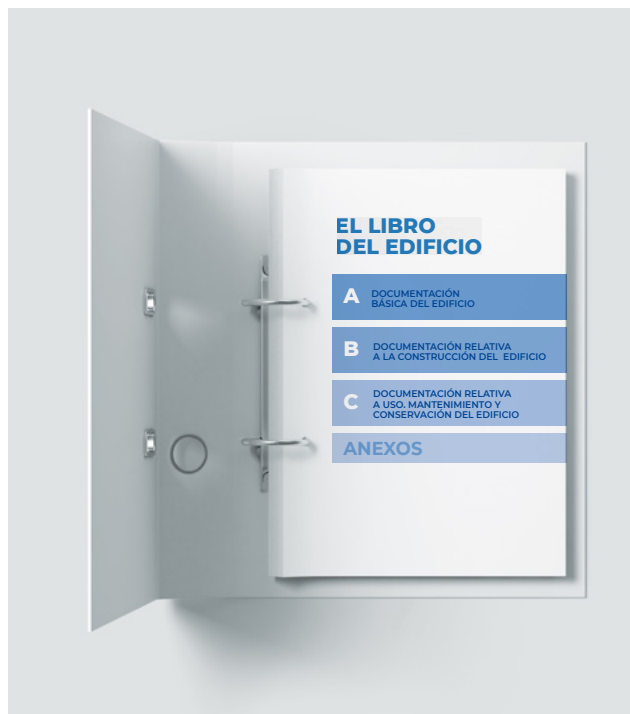 EL LIBRO
DEL EDIFICIO
A
DOCUMENTACIÓN
BÁSICA DEL EDIFICIO
B
DOCUMENTACIÓN RELATIVA
A LA CONSTRUCCIÓN DEL EDIFICIO
C
DOCUMENTACIÓN RELATIVA
A USO. MANTENIMIENTO Y
CONSERVACIÓN DEL EDIFICIO
ANEXOS